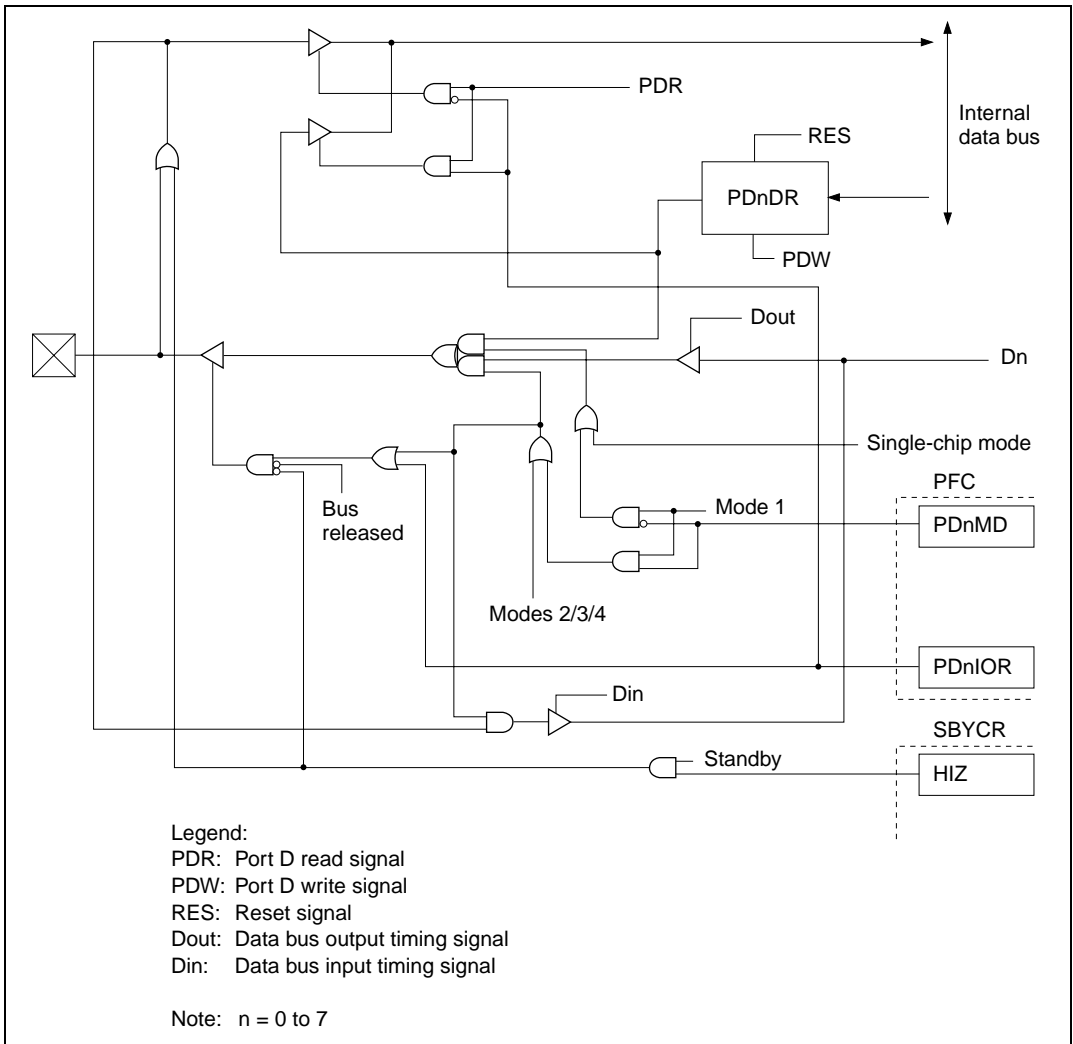 PDR
Internal
data bus
RES
PDnDR
PDW
Dout
Dn
Single-chip mode
PFC
Bus
released
Mode 1
PDnMD
Modes 2/3/4
PDnIOR
Din
SBYCR
Standby
HIZ
Legend:
PDR: Port D read signal
PDW: Port D write signal
RES: Reset signal
Dout: Data bus output timing signal
Din: Data bus input timing signal
Note: n = 0 to 7